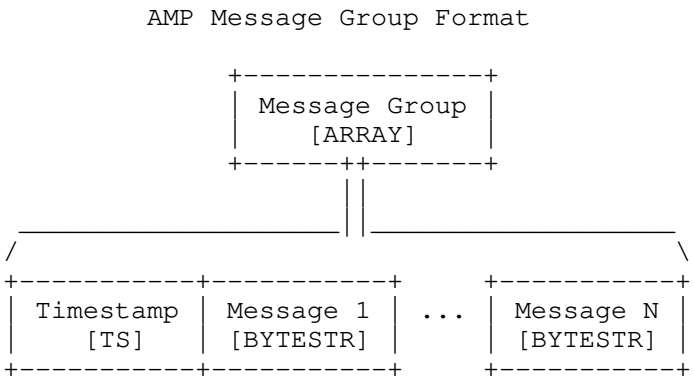 AMP Message Group Format
Message Group
[ARRAY]
Timestamp Message 1 ... Message N
[TS] [BYTESTR] [BYTESTR]